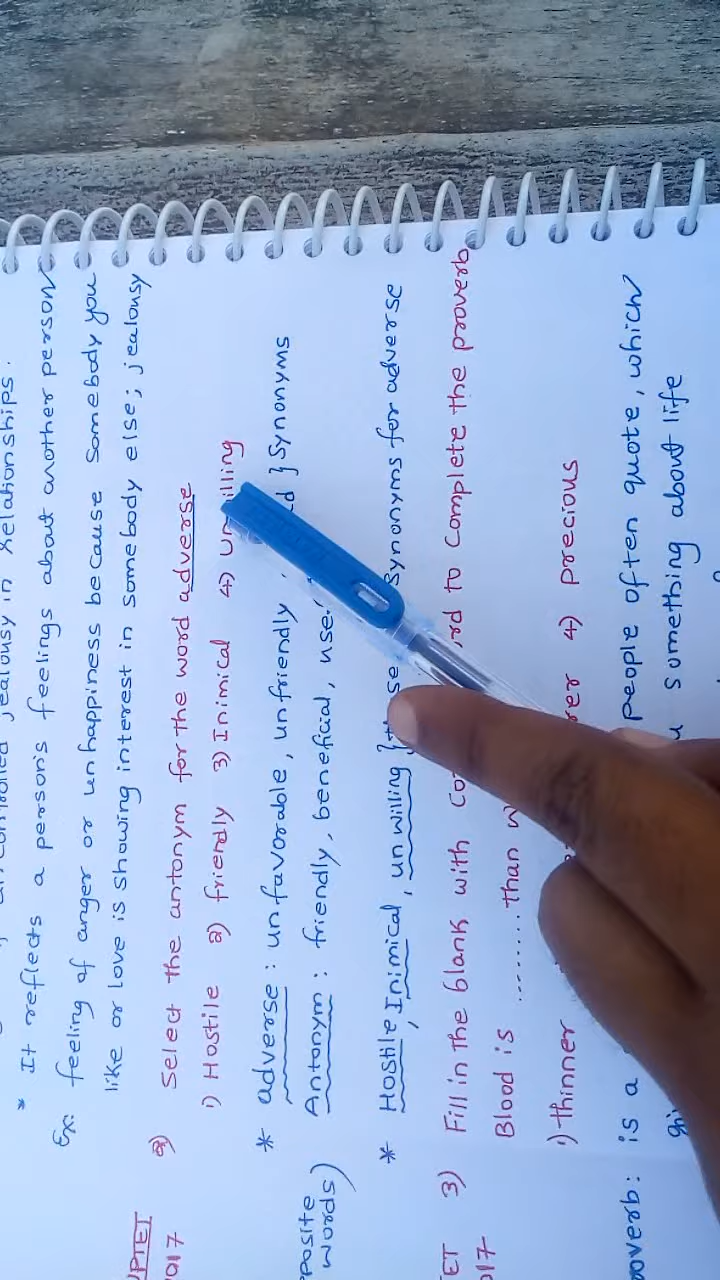 jealousy in relationships.
* It reflects a person's feelings about another person
Ex: feeling of anger or unhappiness because somebody you
like or love is showing interest in somebody else; jealousy
UPTET
2017
2) Select the antonym for the word adverse
1) Hostile 2) friendly 3) Inimical 4) Unwilling
* adverse : unfavorable, unfriendly, } Synonyms
Antonym : friendly, beneficial,
words)
* Hostile, Inimical, unwilling } Synonyms for adverse
3) Fill in the blank with to complete the proverb
Blood is ........ than
1) thinner 4) precious
is a people often quote, which
something about life